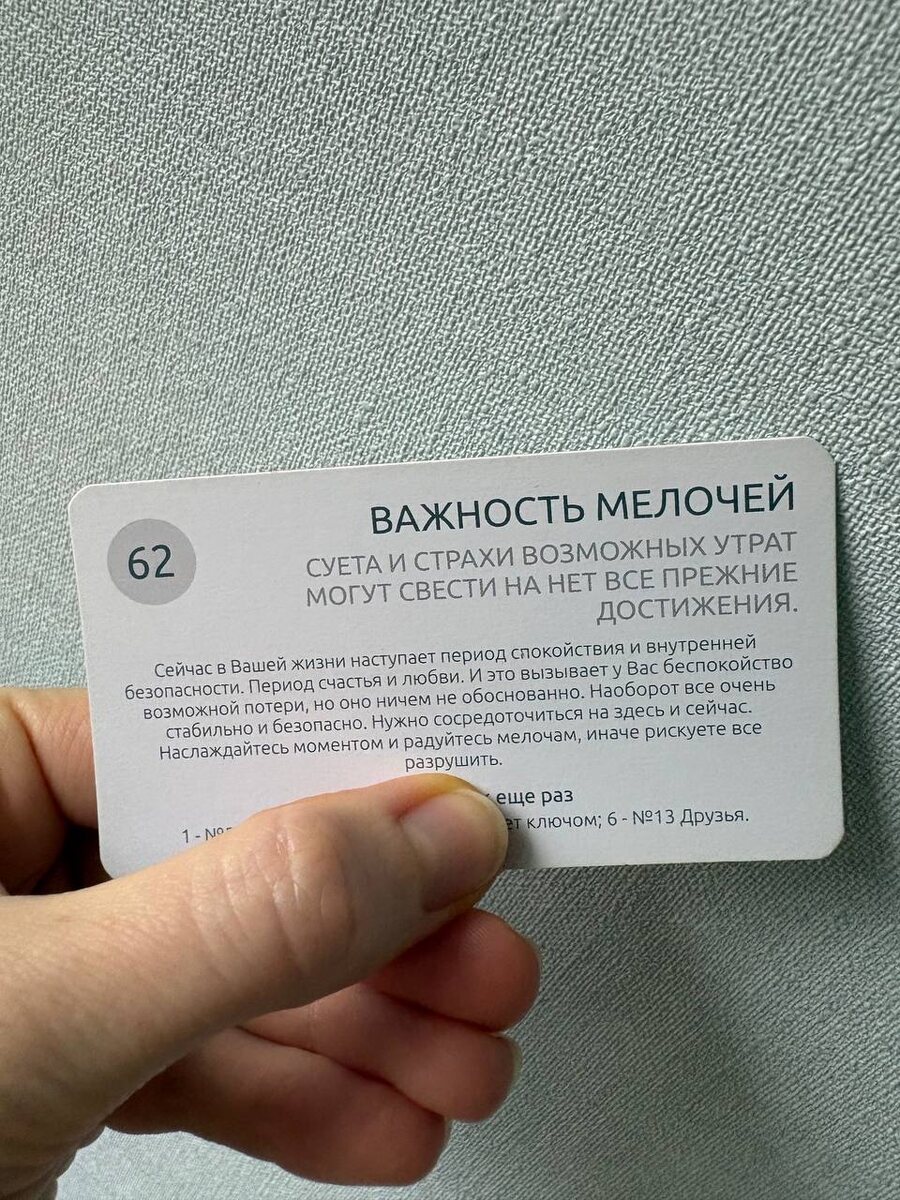 62
ВАЖНОСТЬ МЕЛОЧЕЙ
СУЕТА И СТРАХИ ВОЗМОЖНЫХ УТРАТ
МОГУТ СВЕСТИ НА НЕТ ВСЕ ПРЕЖНИЕ
ДОСТИЖЕНИЯ.
Сейчас в Вашей жизни наступает период спокойствия и внутренней
безопасности. Период счастья и любви. И это вызывает у Вас беспокойство
возможной потери, но оно ничем не обоснованно. Наоборот все очень
стабильно и безопасно. Нужно сосредоточиться на здесь и сейчас.
Наслаждайтесь моментом и радуйтесь мелочам, иначе рискуете все
разрушить.
еще раз
1 - ключом; 6 - №13 Друзья.